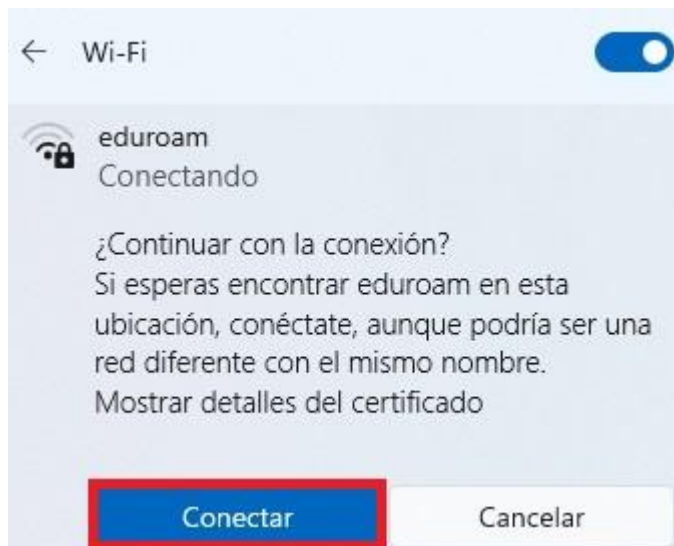 Wi-Fi
eduroam
Conectando
¿Continuar con la conexión?
Si esperas encontrar eduroam en esta
ubicación, conéctate, aunque podría ser una
red diferente con el mismo nombre.
Mostrar detalles del certificado
Conectar
Cancelar